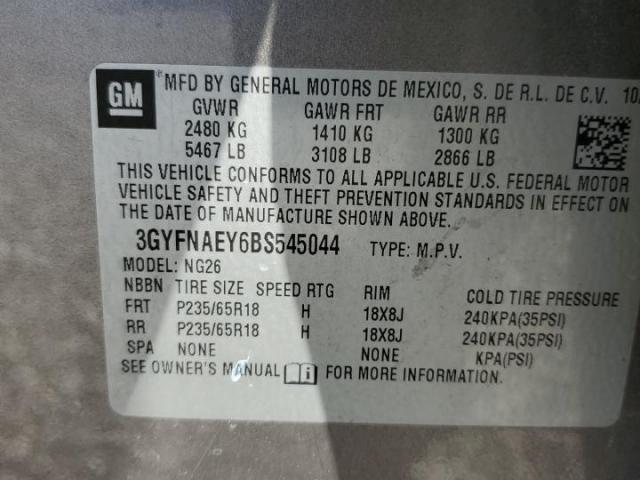 GM
MFD BY GENERAL MOTORS DE MEXICO, S. DE R.L. DE C.V. 10
GVWR GAWR FRT GAWR RR
2480 KG 1410 KG 1300 KG
5467 LB 3108 LB 2866 LB
THIS VEHICLE CONFORMS TO ALL APPLICABLE U.S. FEDERAL MOTOR
VEHICLE SAFETY AND THEFT PREVENTION STANDARDS IN EFFECT ON
THE DATE OF MANUFACTURE SHOWN ABOVE.
3GYFNAEY6BS545044 TYPE: M.P.V.
MODEL: NG26
NBBN TIRE SIZE SPEED RTG RIM COLD TIRE PRESSURE
FRT P235/65R18 H 18X8J 240KPA(35PSI)
RR P235/65R18 H 18X8J 240KPA(35PSI)
SPA NONE NONE KPA(PSI)
SEE OWNER'S MANUAL i FOR MORE INFORMATION.